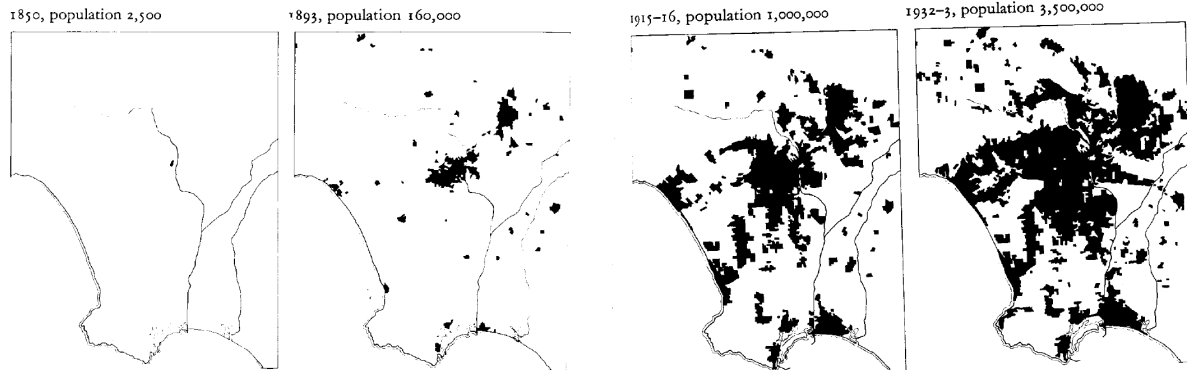 1850, population 2,500
1893, population 160,000
1915–16, population 1,000,000
1932–3, population 3,500,000